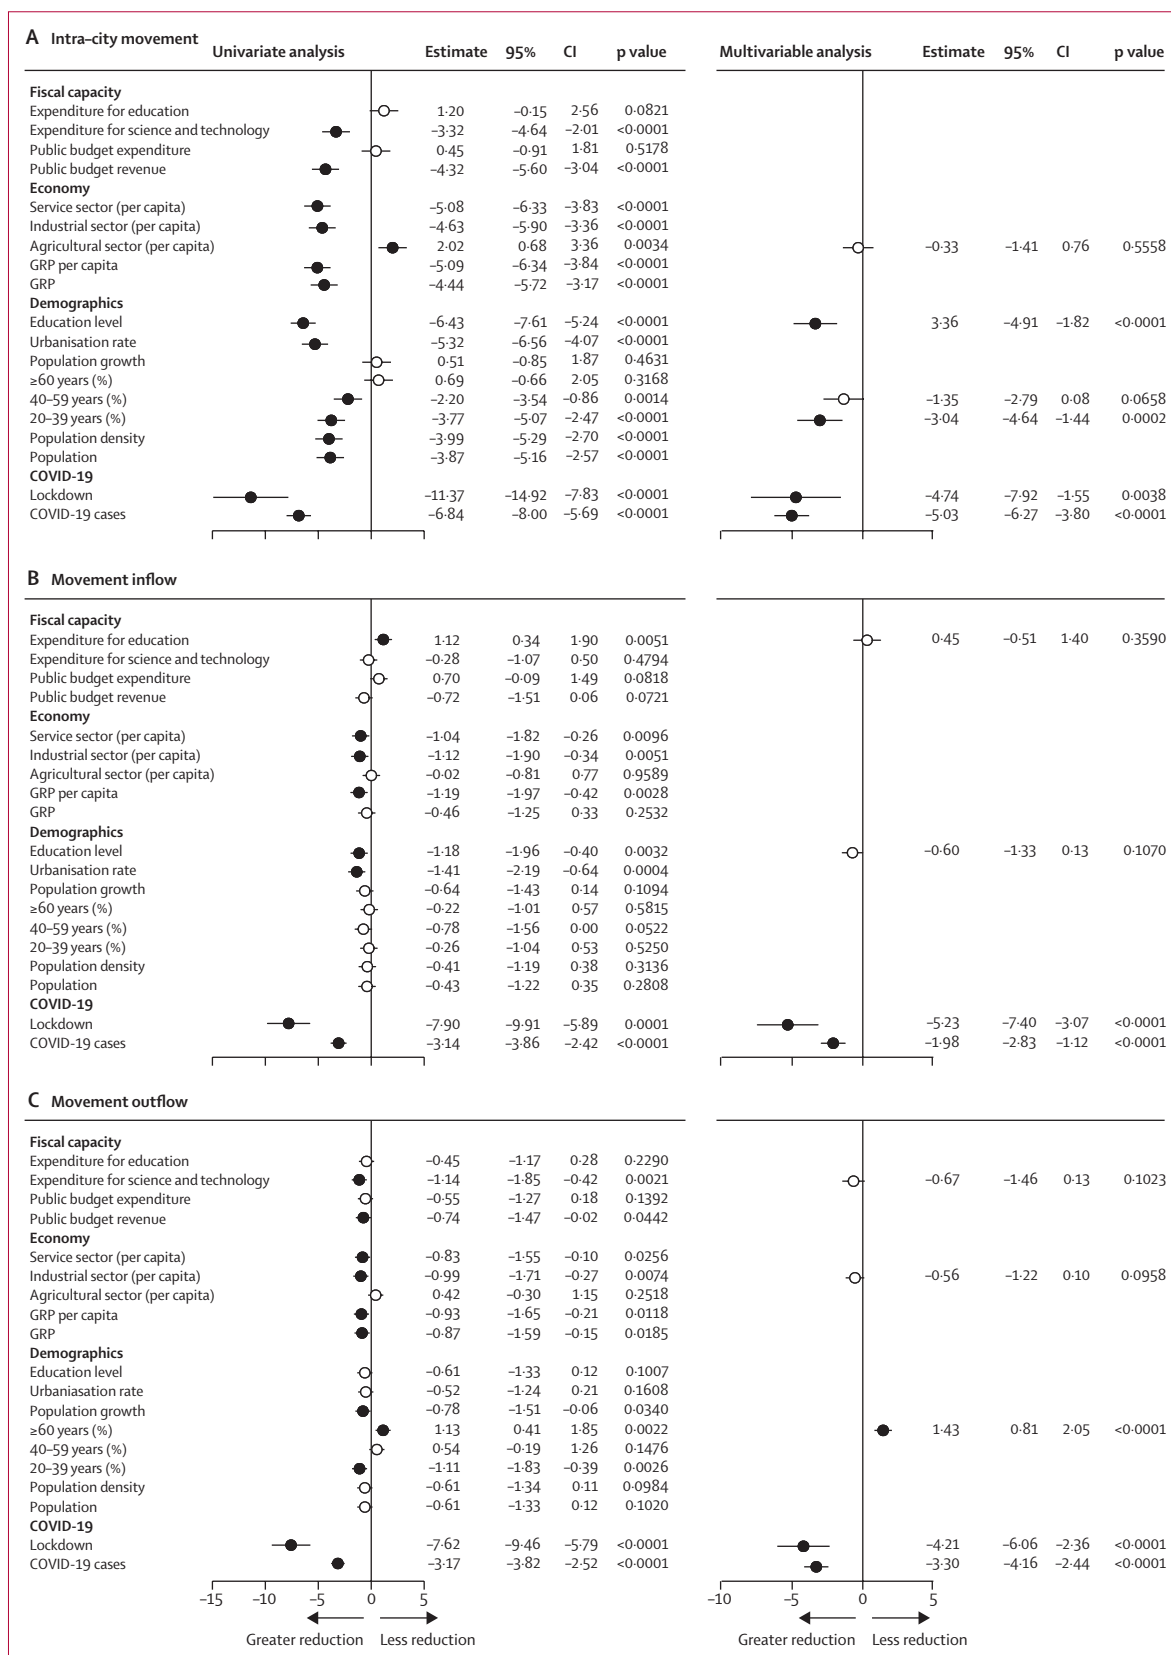 A Intra-city movement
Univariate analysis Estimate 95% CI p value Multivariable analysis Estimate 95% CI p value
Fiscal capacity
Expenditure for education 1·20 −0·15 2·56 0·0821
Expenditure for science and technology −3·32 −4·64 −2·01 <0·0001
Public budget expenditure 0·45 −0·91 1·81 0·5178
Public budget revenue −4·32 −5·60 −3·04 <0·0001
Economy
Service sector (per capita) −5·08 −6·33 −3·83 <0·0001
Industrial sector (per capita) −4·63 −5·90 −3·36 <0·0001
Agricultural sector (per capita) 2·02 0·68 3·36 0·0034 −0·33 −1·41 0·76 0·5558
GRP per capita −5·09 −6·34 −3·84 <0·0001
GRP −4·44 −5·72 −3·17 <0·0001
Demographics
Education level −6·43 −7·61 −5·24 <0·0001 3·36 −4·91 −1·82 <0·0001
Urbanisation rate −5·32 −6·56 −4·07 <0·0001
Population growth 0·51 −0·85 1·87 0·4631
≥60 years (%) 0·69 −0·66 2·05 0·3168
40–59 years (%) −2·20 −3·54 −0·86 0·0014 −1·35 −2·79 0·08 0·0658
20–39 years (%) −3·77 −5·07 −2·47 <0·0001 −3·04 −4·64 −1·44 0·0002
Population density −3·99 −5·29 −2·70 <0·0001
Population −3·87 −5·16 −2·57 <0·0001
COVID-19
Lockdown −11·37 −14·92 −7·83 <0·0001 −4·74 −7·92 −1·55 0·0038
COVID-19 cases −6·84 −8·00 −5·69 <0·0001 −5·03 −6·27 −3·80 <0·0001
B Movement inflow
Fiscal capacity
Expenditure for education 1·12 0·34 1·90 0·0051 0·45 −0·51 1·40 0·3590
Expenditure for science and technology −0·28 −1·07 0·50 0·4794
Public budget expenditure 0·70 −0·09 1·49 0·0818
Public budget revenue −0·72 −1·51 0·06 0·0721
Economy
Service sector (per capita) −1·04 −1·82 −0·26 0·0096
Industrial sector (per capita) −1·12 −1·90 −0·34 0·0051
Agricultural sector (per capita) −0·02 −0·81 0·77 0·9589
GRP per capita −1·19 −1·97 −0·42 0·0028
GRP −0·46 −1·25 0·33 0·2532
Demographics
Education level −1·18 −1·96 −0·40 0·0032 −0·60 −1·33 0·13 0·1070
Urbanisation rate −1·41 −2·19 −0·64 0·0004
Population growth −0·64 −1·43 0·14 0·1094
≥60 years (%) −0·22 −1·01 0·57 0·5815
40–59 years (%) −0·78 −1·56 0·00 0·0522
20–39 years (%) −0·26 −1·04 0·53 0·5250
Population density −0·41 −1·19 0·38 0·3136
Population −0·43 −1·22 0·35 0·2808
COVID-19
Lockdown −7·90 −9·91 −5·89 0·0001 −5·23 −7·40 −3·07 <0·0001
COVID-19 cases −3·14 −3·86 −2·42 <0·0001 −1·98 −2·83 −1·12 <0·0001
C Movement outflow
Fiscal capacity
Expenditure for education −0·45 −1·17 0·28 0·2290
Expenditure for science and technology −1·14 −1·85 −0·42 0·0021 −0·67 −1·46 0·13 0·1023
Public budget expenditure −0·55 −1·27 0·18 0·1392
Public budget revenue −0·74 −1·47 −0·02 0·0442
Economy
Service sector (per capita) −0·83 −1·55 −0·10 0·0256
Industrial sector (per capita) −0·99 −1·71 −0·27 0·0074 −0·56 −1·22 0·10 0·0958
Agricultural sector (per capita) 0·42 −0·30 1·15 0·2518
GRP per capita −0·93 −1·65 −0·21 0·0118
GRP −0·87 −1·59 −0·15 0·0185
Demographics
Education level −0·61 −1·33 0·12 0·1007
Urbaniasation rate −0·52 −1·24 0·21 0·1608
Population growth −0·78 −1·51 −0·06 0·0340
≥60 years (%) 1·13 0·41 1·85 0·0022 1·43 0·81 2·05 <0·0001
40–59 years (%) 0·54 −0·19 1·26 0·1476
20–39 years (%) −1·11 −1·83 −0·39 0·0026
Population density −0·61 −1·34 0·11 0·0984
Population −0·61 −1·33 0·12 0·1020
COVID-19
Lockdown −7·62 −9·46 −5·79 <0·0001 −4·21 −6·06 −2·36 <0·0001
COVID-19 cases −3·17 −3·82 −2·52 <0·0001 −3·30 −4·16 −2·44 <0·0001
−15 −10 −5 0 5 −10 −5 0 5
Greater reduction Less reduction Greater reduction Less reduction